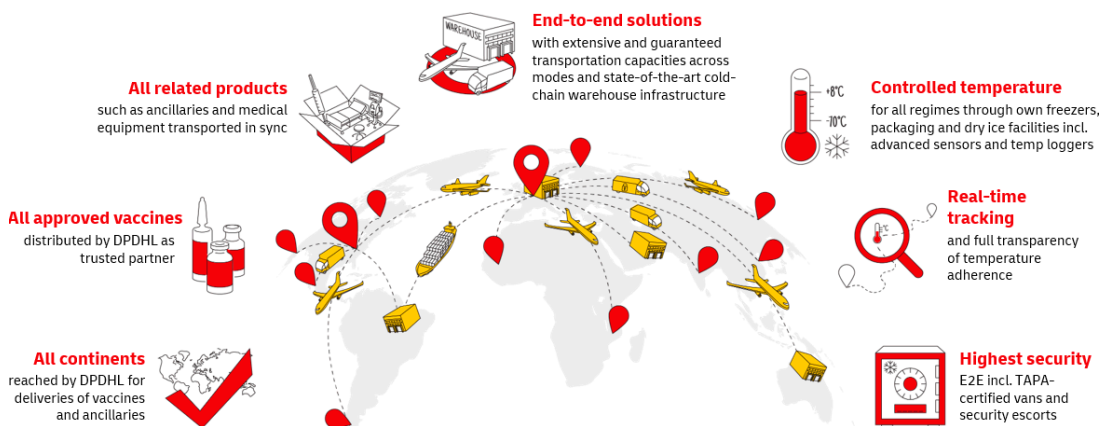 End-to-end solutions
with extensive and guaranteed
transportation capacities across
modes and state-of-the-art cold-
chain warehouse infrastructure
WAREHOUSE
All related products
such as ancillaries and medical
equipment transported in sync
Controlled temperature
for all regimes through own freezers,
packaging and dry ice facilities incl.
advanced sensors and temp loggers
+8°C
-70°C
All approved vaccines
distributed by DPDHL as
trusted partner
Real-time
tracking
and full transparency
of temperature
adherence
°C
All continents
reached by DPDHL for
deliveries of vaccines
and ancillaries
Highest security
E2E incl. TAPA-
certified vans and
security escorts